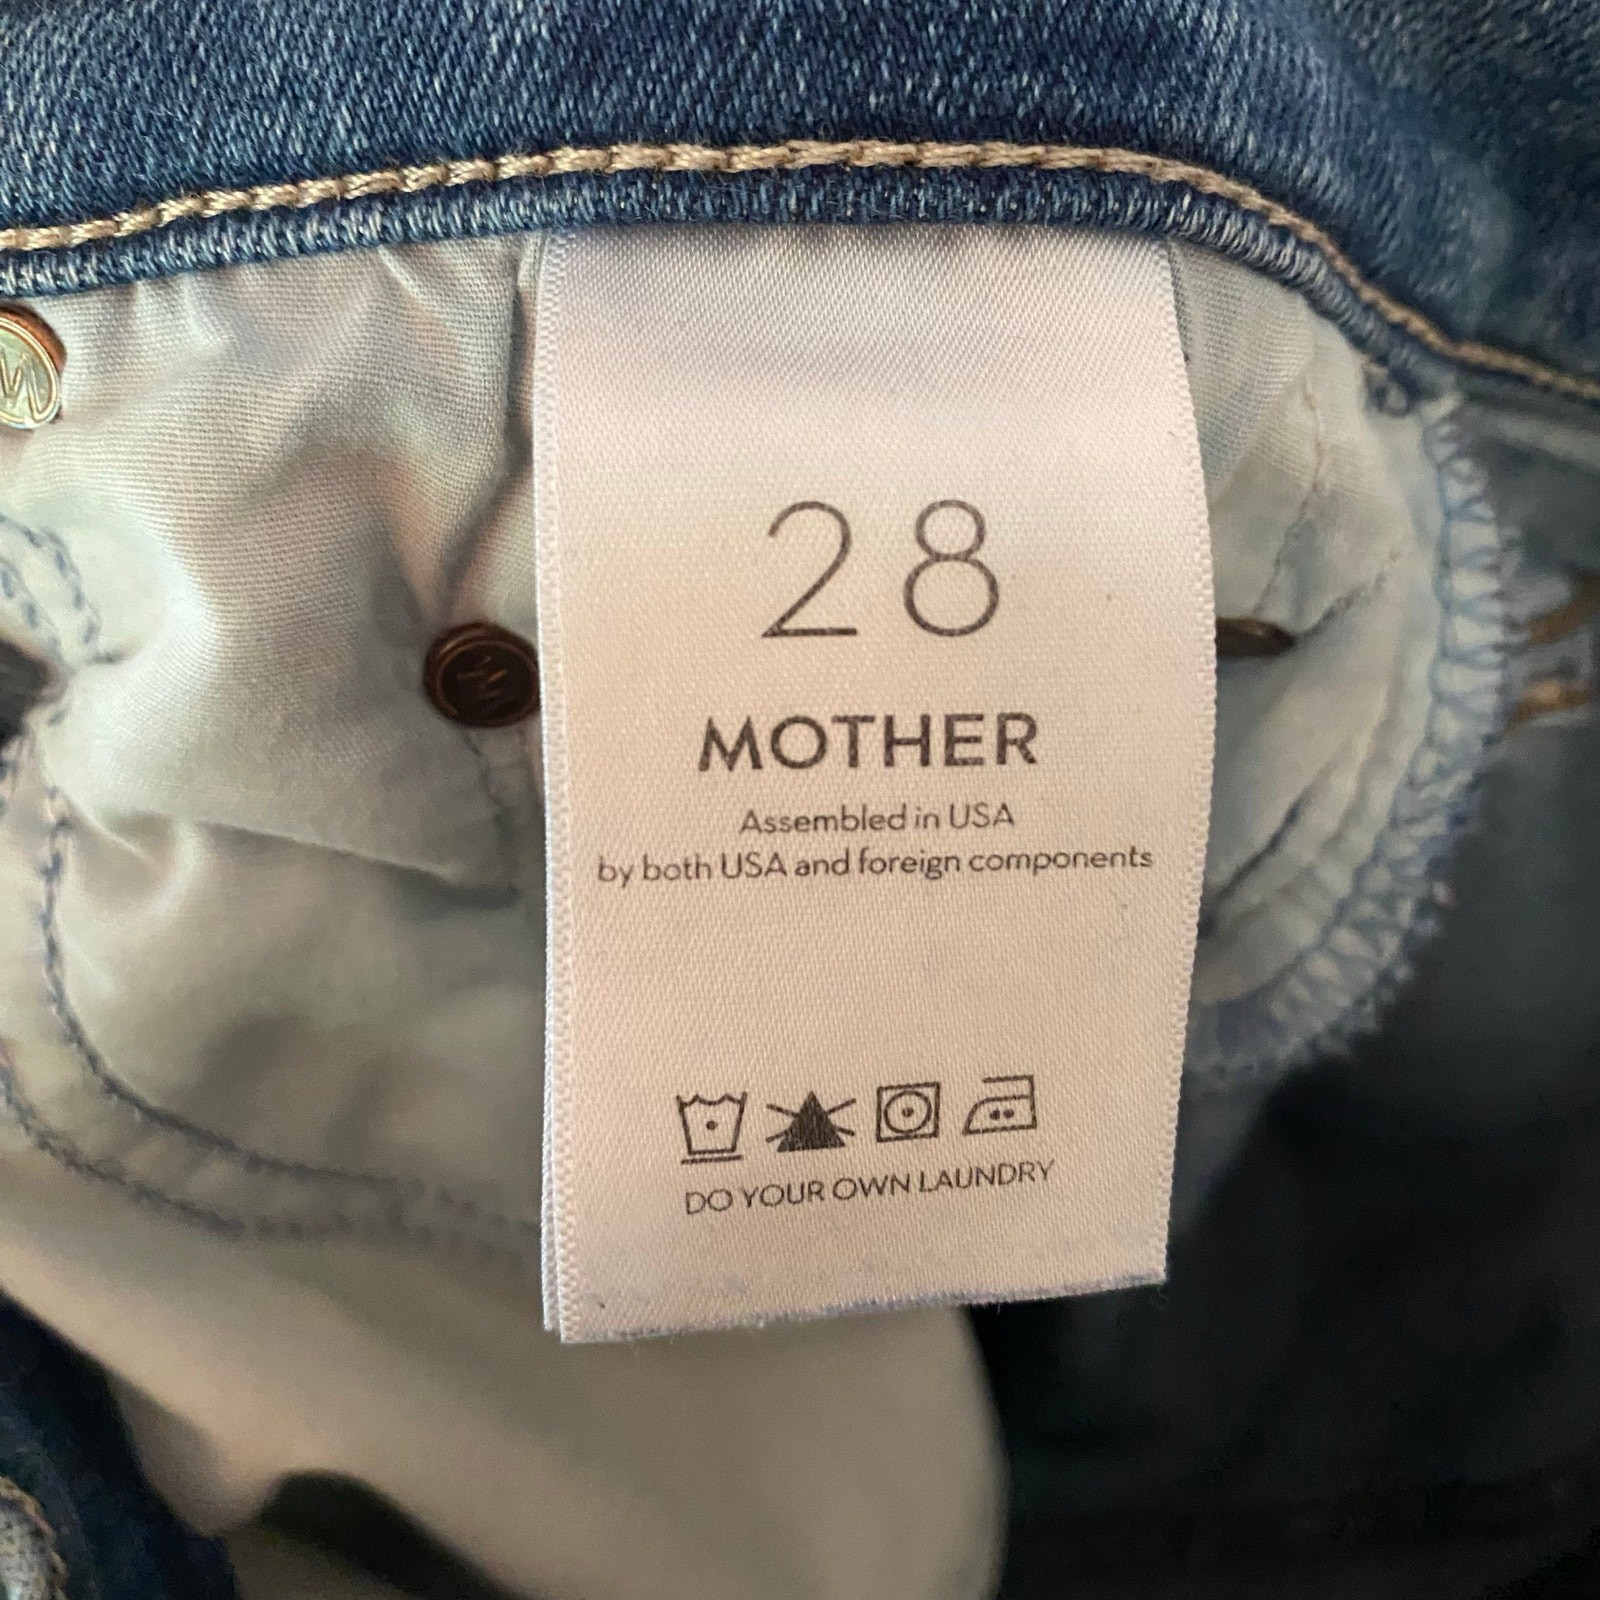 28
MOTHER
Assembled in USA
by both USA and foreign components
DO YOUR OWN LAUNDRY